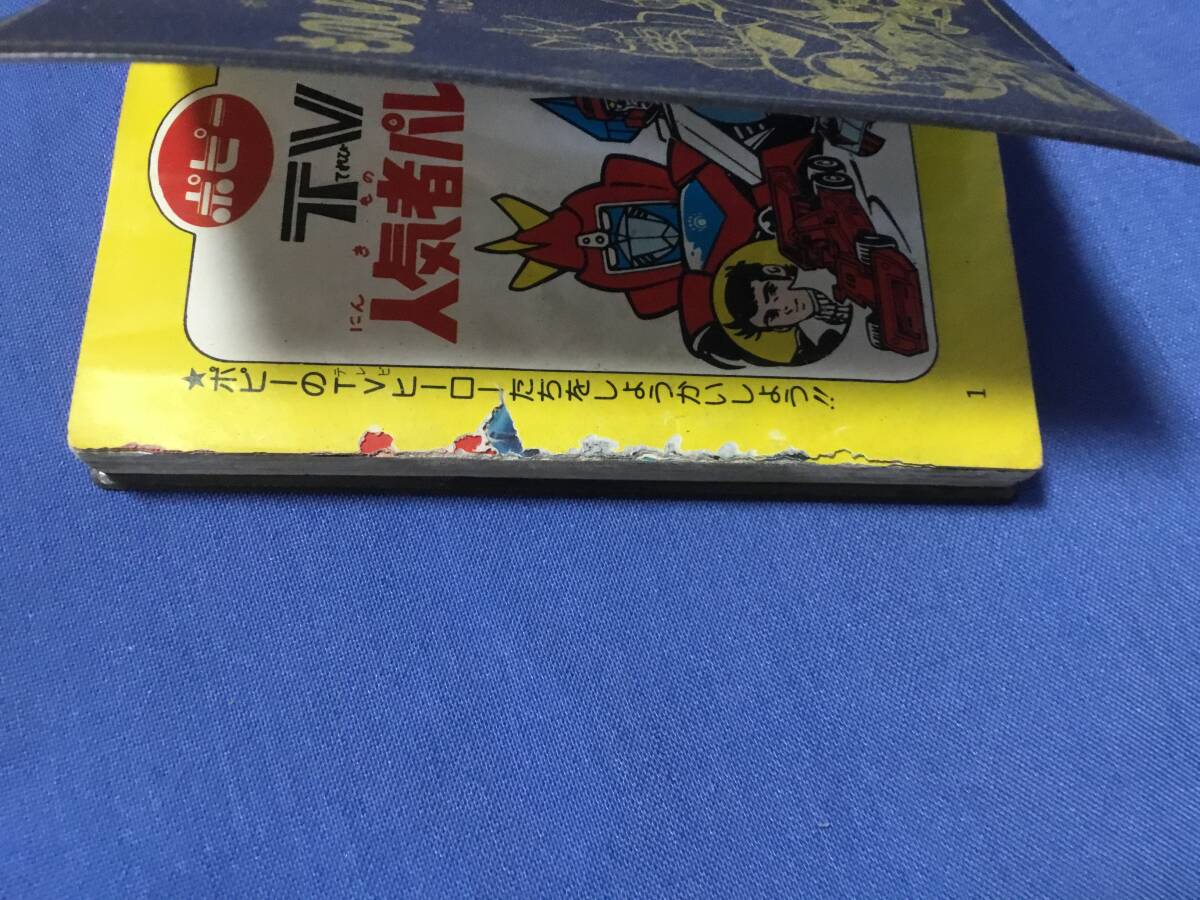 ポピー
TV
てれび
人気者パ
にんきもの
★ポピーのTVヒーローたちをしょうかいしよう!!
テレビ
1